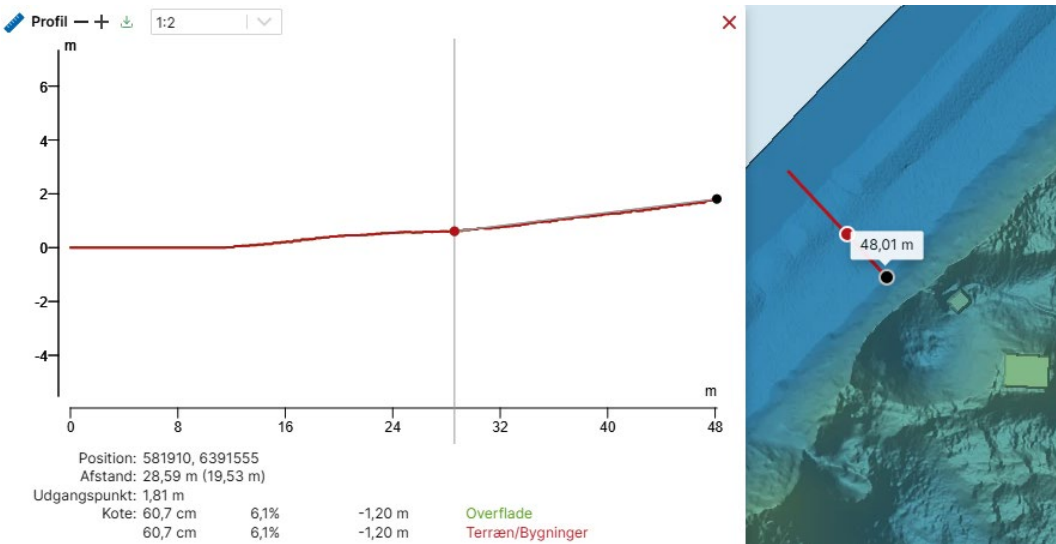 Profil
1:2
m
6
4
2
0
-2
-4
m
0 8 16 24 32 40 48
Position: 581910, 6391555
Afstand: 28,59 m (19,53 m)
Udgangspunkt: 1,81 m
Kote: 60,7 cm 6,1% -1,20 m Overflade
60,7 cm 6,1% -1,20 m Terræn/Bygninger
48,01 m